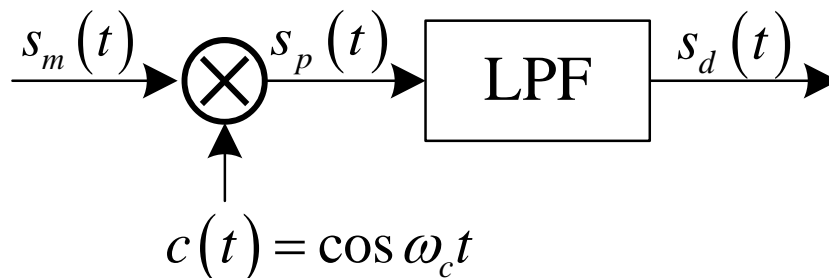 s_m(t)
s_p(t)
LPF
s_d(t)
c(t) = cos ω_c t